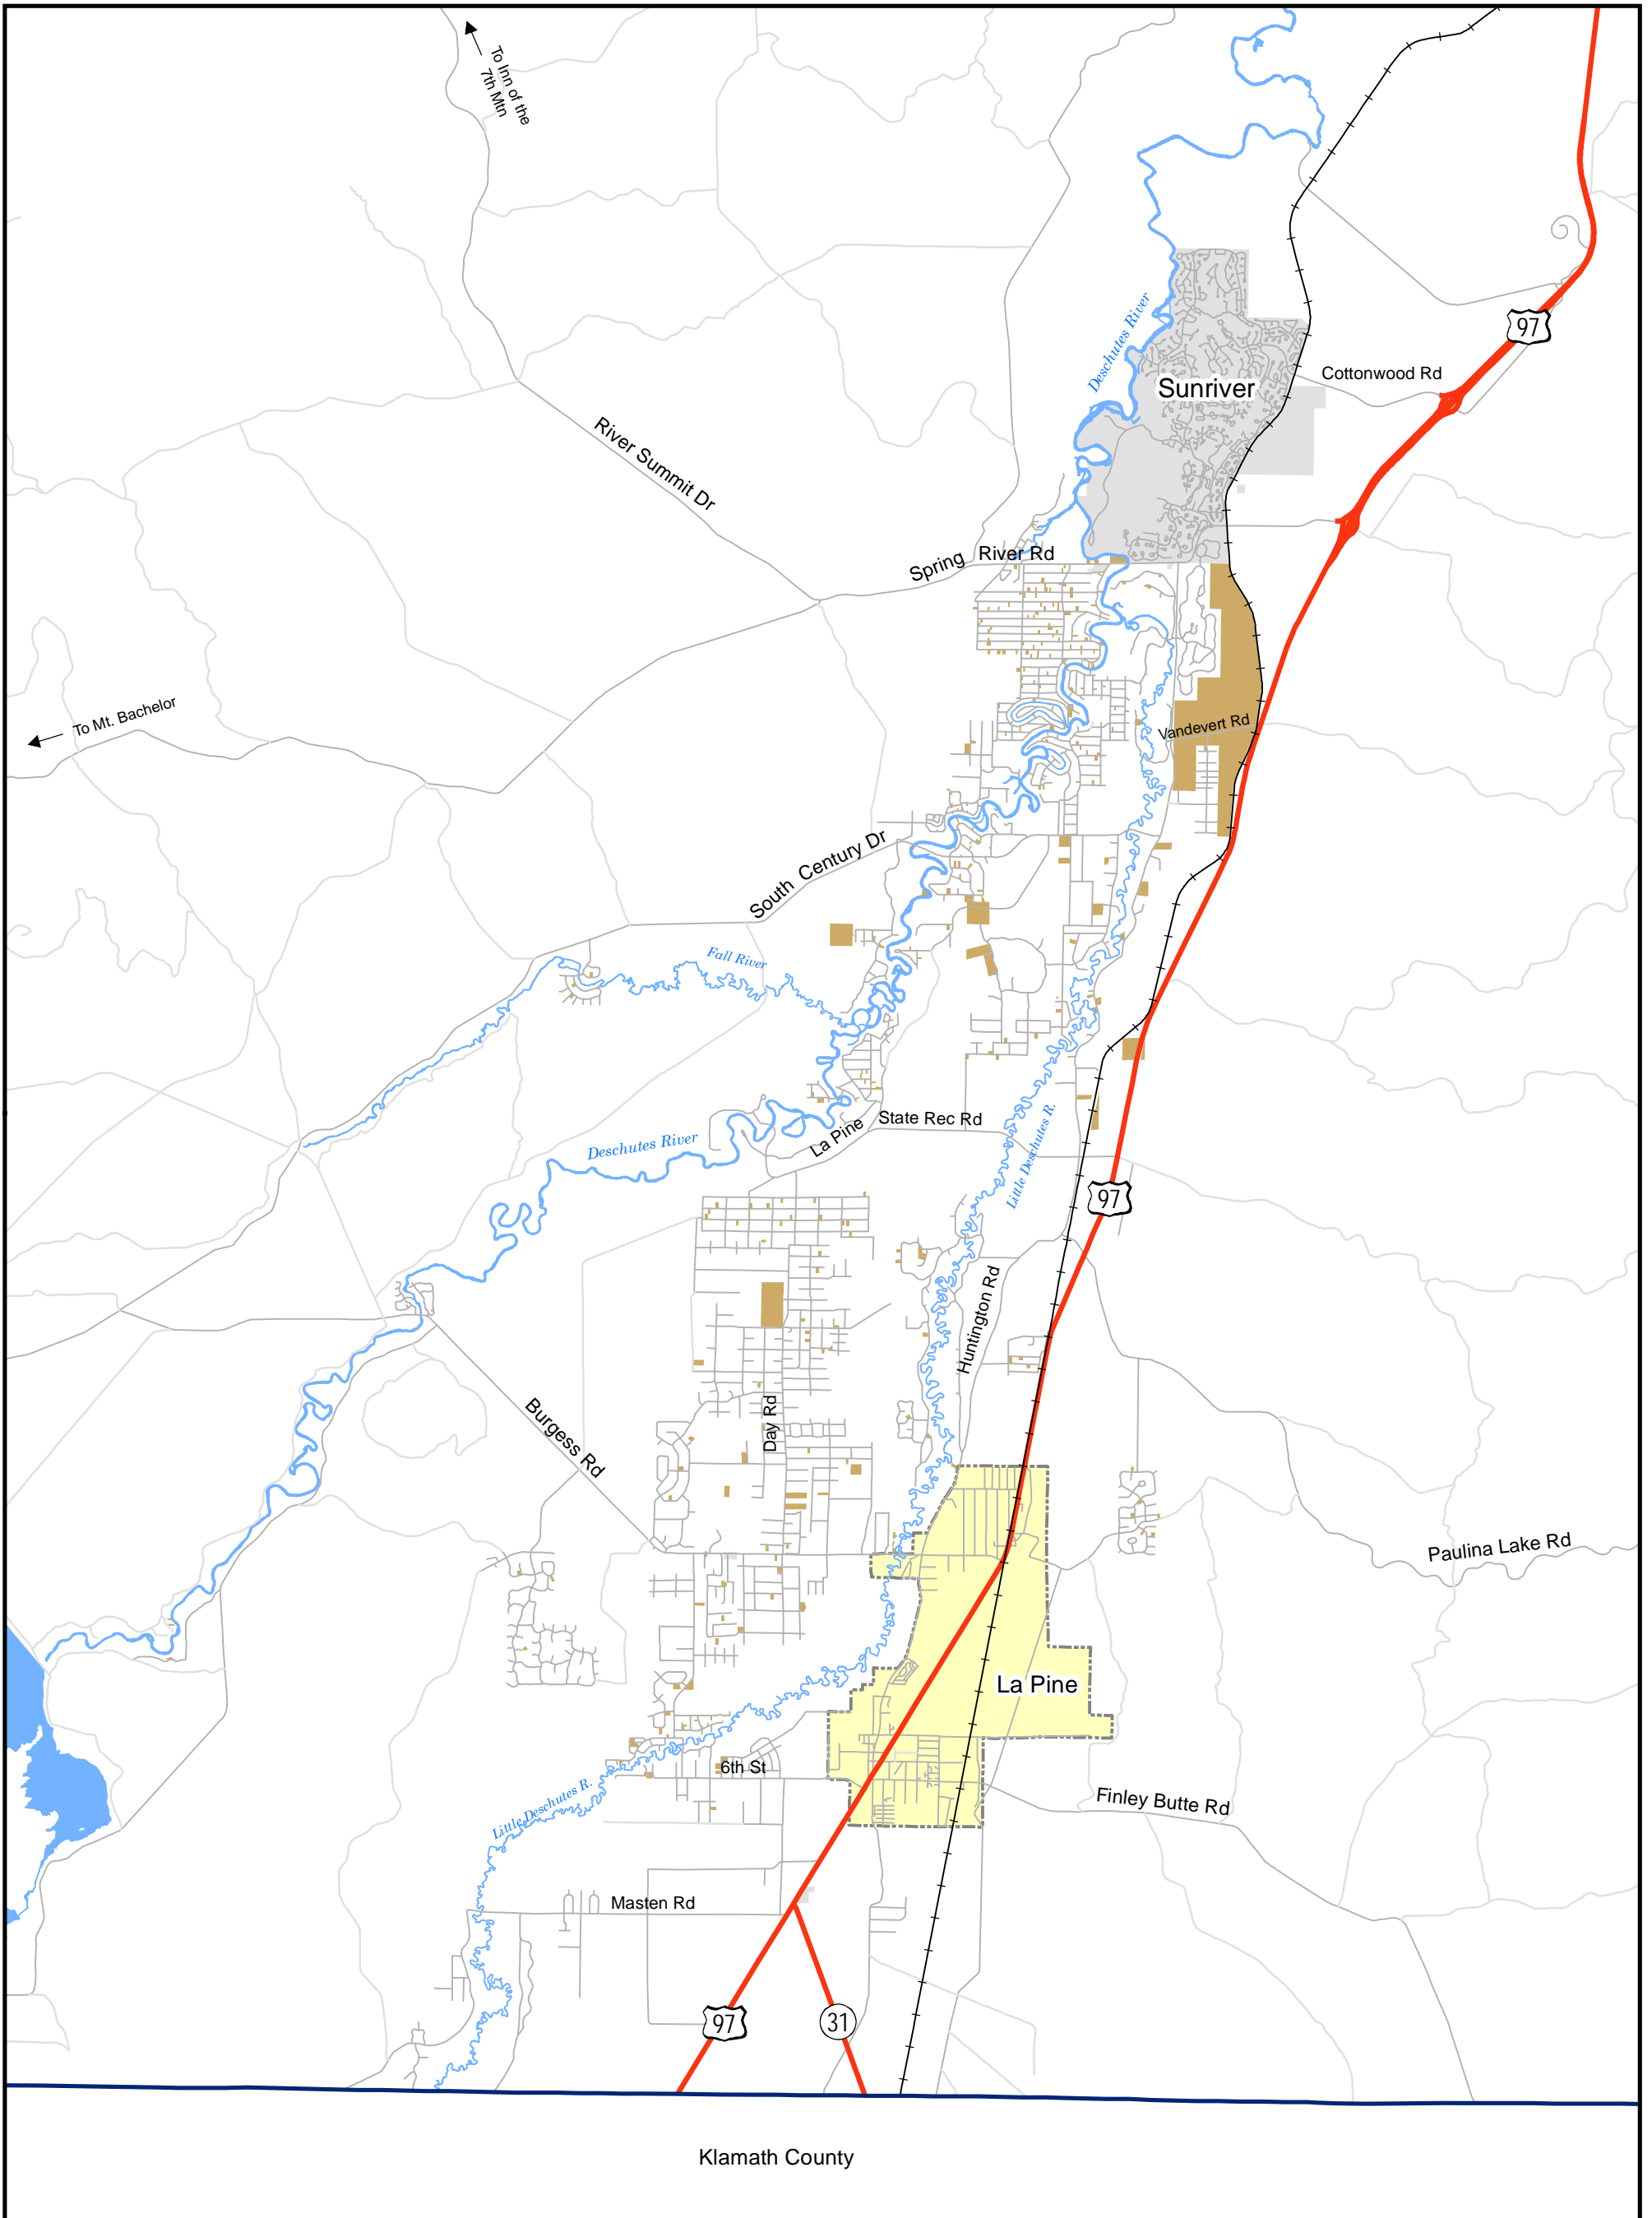 To Inn of the
7th Mtn
97
Deschutes River
Cottonwood Rd
Sunriver
River Summit Dr
Spring River Rd
To Mt. Bachelor
Vandevert Rd
South Century Dr
Fall River
State Rec Rd
La Pine
Deschutes River
Little Deschutes R.
97
Huntington Rd
Day Rd
Burgess Rd
Paulina Lake Rd
La Pine
6th St
Finley Butte Rd
Little Deschutes R.
Masten Rd
97
31
Klamath County